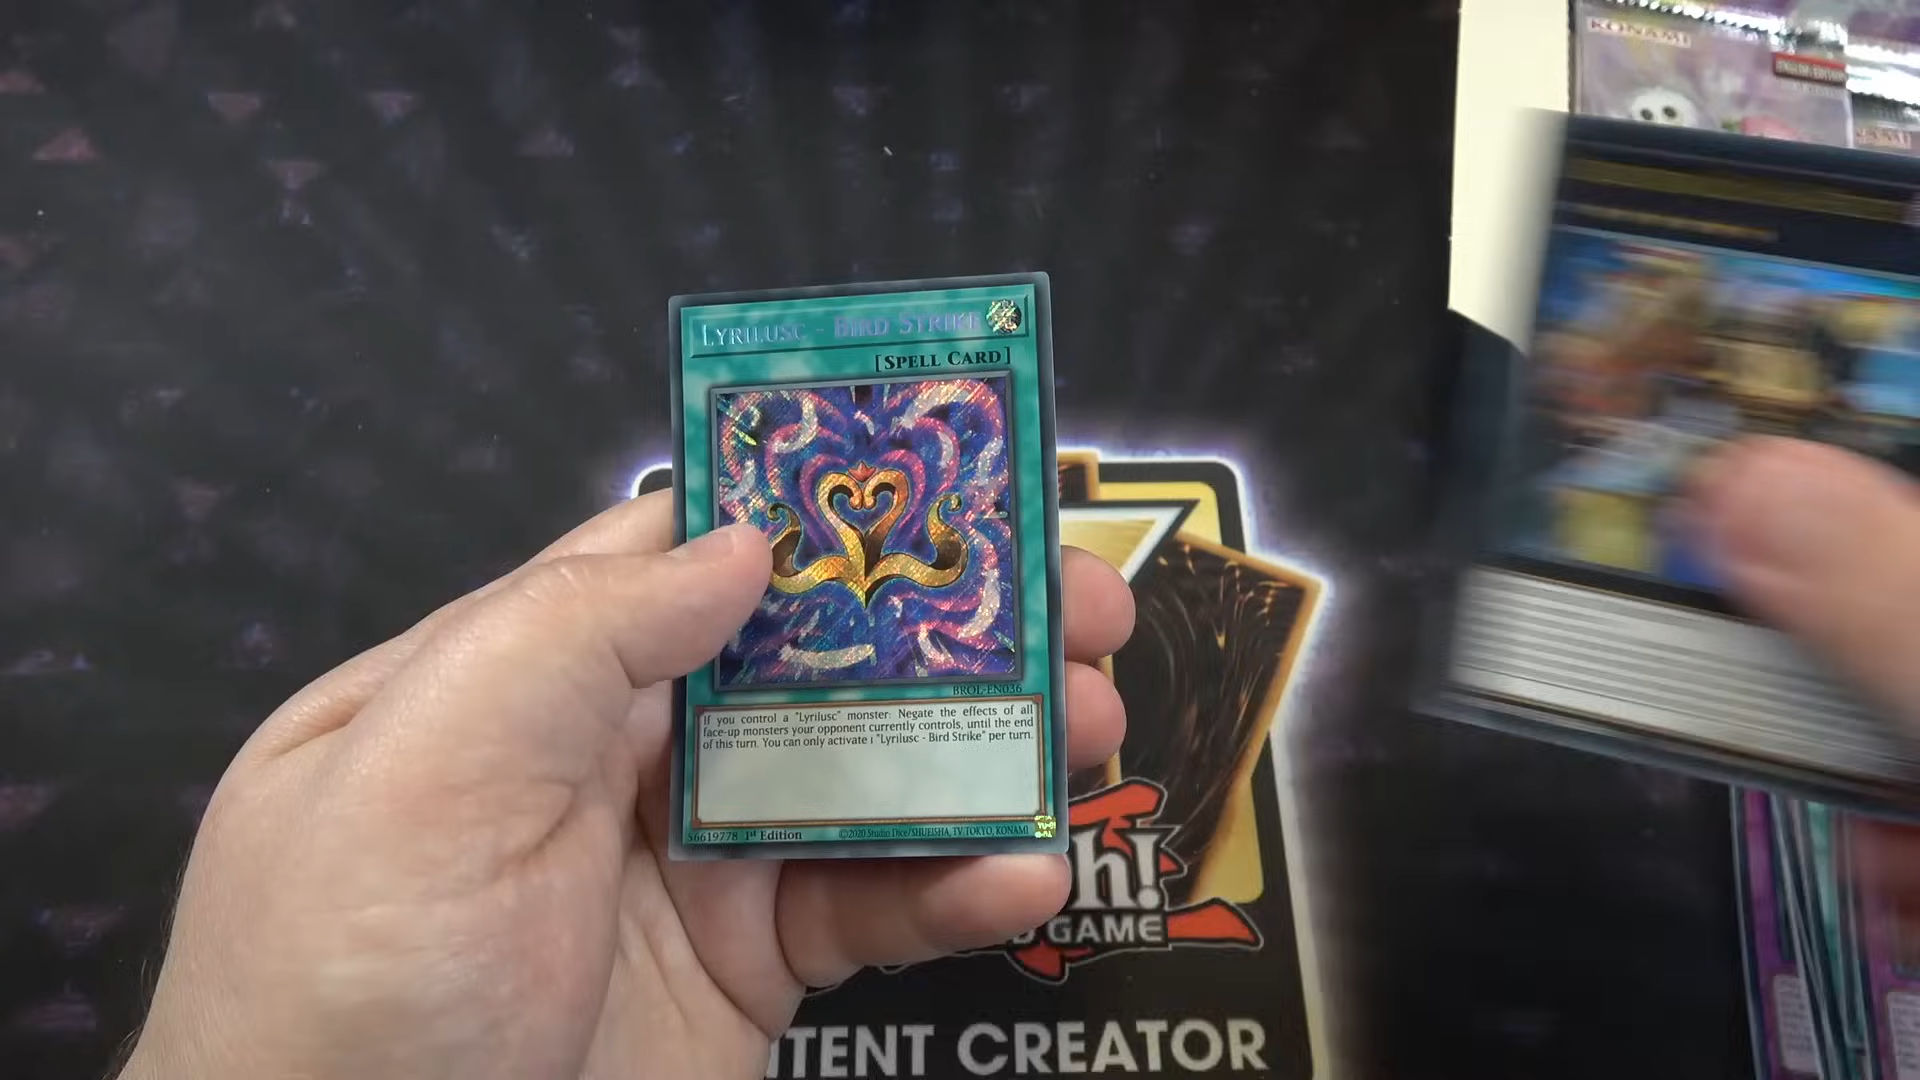 KONAMI
LYRILUSC - BIRD STRIKE
[SPELL CARD]
BROL-EN036
If you control a "Lyrilusc" monster: Negate the effects of all
face-up monsters your opponent currently controls, until the end
of this turn. You can only activate 1 "Lyrilusc - Bird Strike" per turn.
56619778 1st Edition ©2020 Studio Dice/SHUEISHA, TV TOKYO, KONAMI
h!
D GAME
NTENT CREATOR